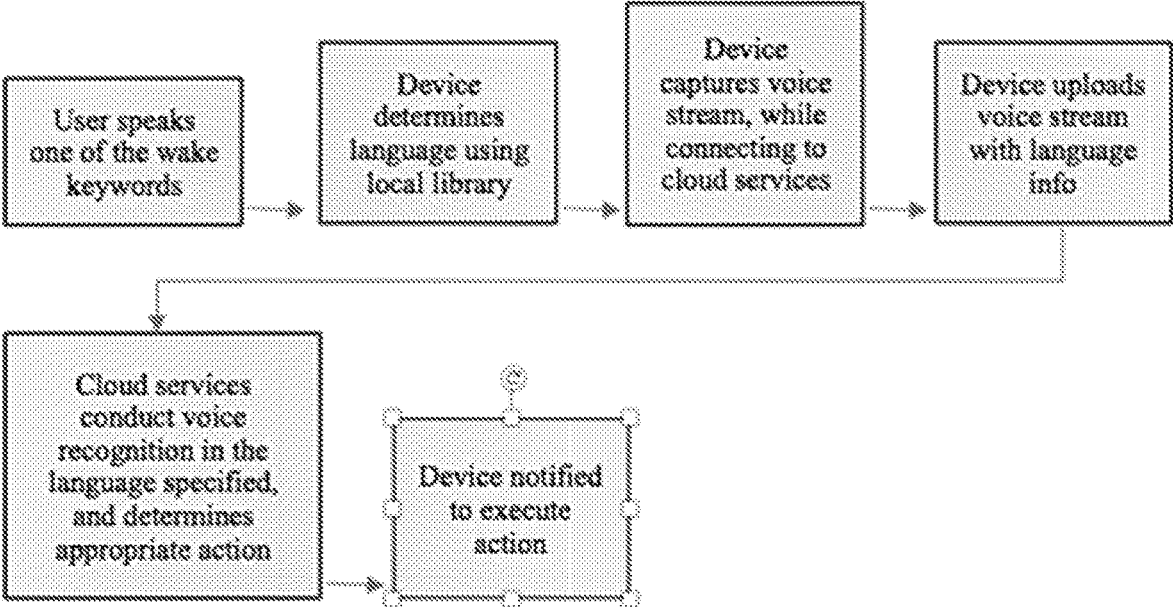 User speaks
one of the wake
keywords
Device
determines
language using
local library
Device
captures voice
stream, while
connecting to
cloud services
Device uploads
voice stream
with language
info
Cloud services
conduct voice
recognition in the
language specified,
and determines
appropriate action
Device notified
to execute
action